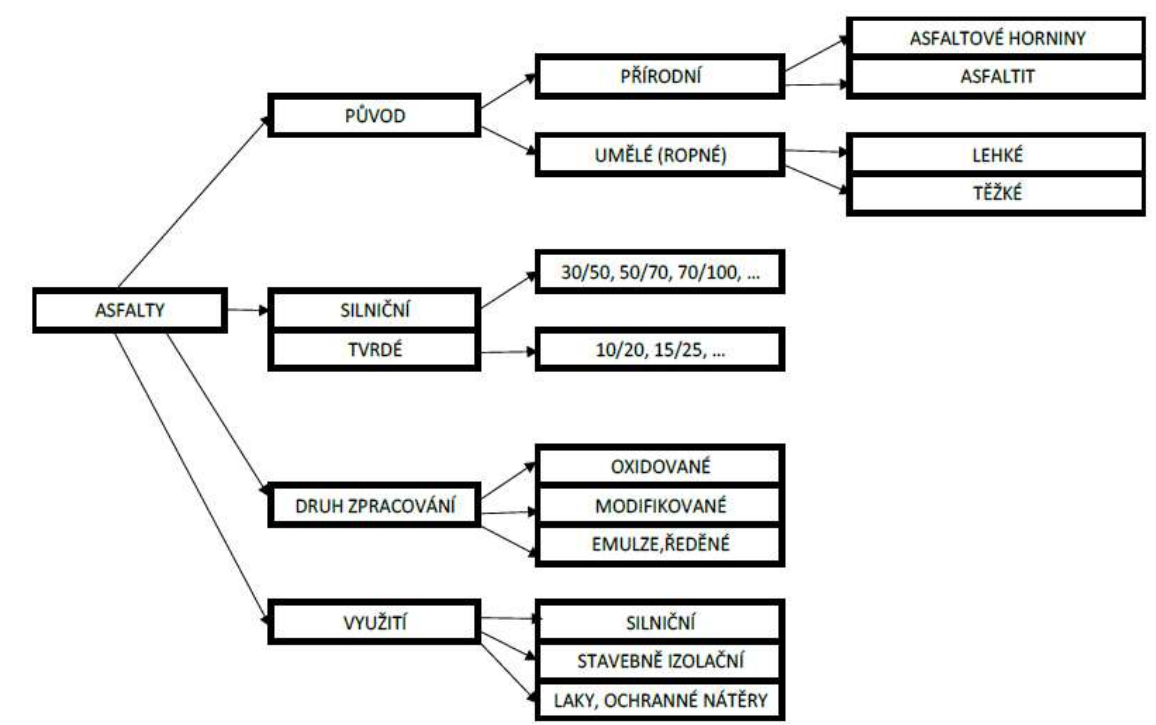 ASFALTY
PŮVOD
PŘÍRODNÍ
ASFALTOVÉ HORNINY
ASFALTIT
UMĚLÉ (ROPNÉ)
LEHKÉ
TĚŽKÉ
SILNIČNÍ
30/50, 50/70, 70/100, ...
TVRDÉ
10/20, 15/25, ...
DRUH ZPRACOVÁNÍ
OXIDOVANÉ
MODIFIKOVANÉ
EMULZE,ŘEDĚNÉ
VYUŽITÍ
SILNIČNÍ
STAVEBNĚ IZOLAČNÍ
LAKY, OCHRANNÉ NÁTĚRY